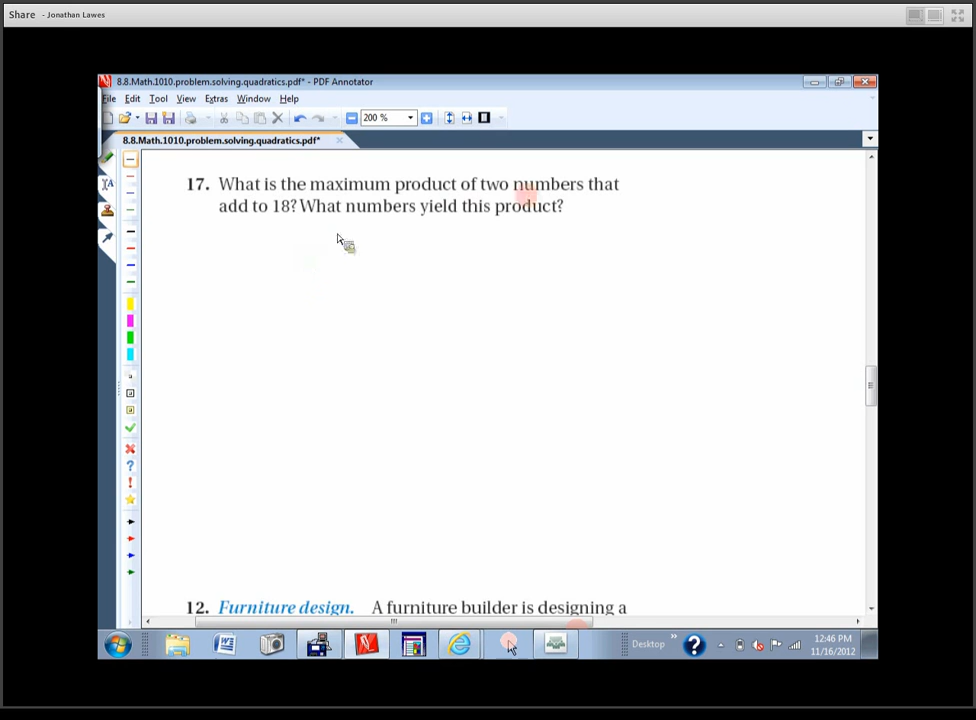 Share - Jonathan Lawes
8.8.Math.1010.problem.solving.quadratics.pdf* - PDF Annotator
File Edit Tool View Extras Window Help
200 %
8.8.Math.1010.problem.solving.quadratics.pdf*
17. What is the maximum product of two numbers that
add to 18? What numbers yield this product?
12. Furniture design. A furniture builder is designing a
Desktop
12:46 PM
11/16/2012